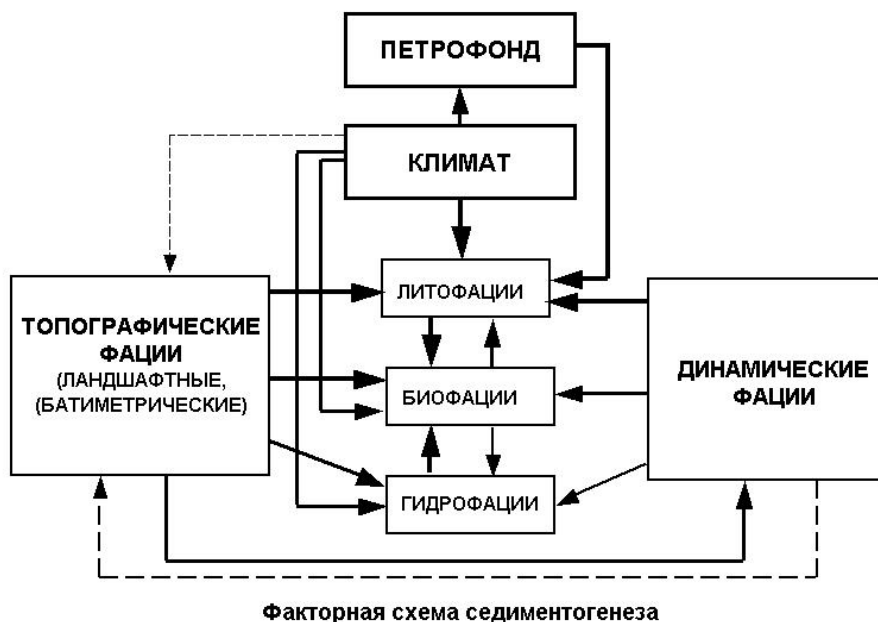 ПЕТРОФОНД
КЛИМАТ
ЛИТОФАЦИИ
ТОПОГРАФИЧЕСКИЕ
ФАЦИИ
(ЛАНДШАФТНЫЕ,
(БАТИМЕТРИЧЕСКИЕ)
БИОФАЦИИ
ДИНАМИЧЕСКИЕ
ФАЦИИ
ГИДРОФАЦИИ
Факторная схема седиментогенеза